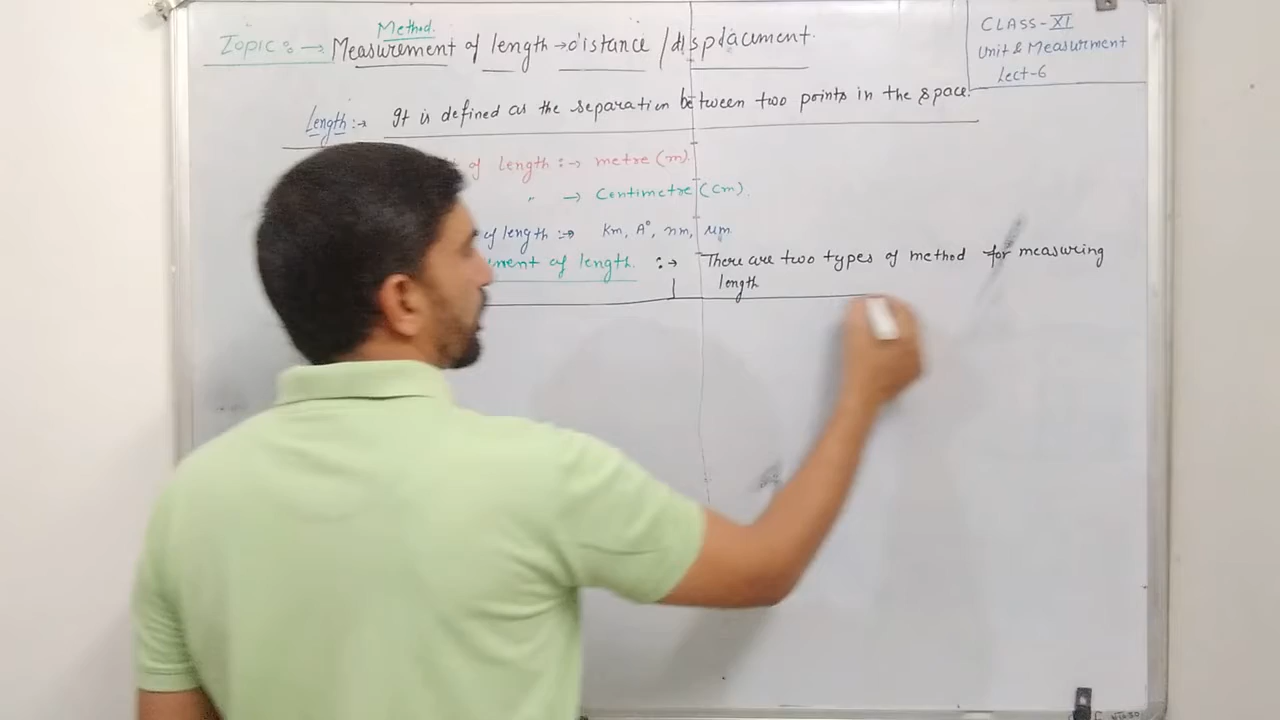 Method.
Topic :→ Measurement of length → distance / displacument.
CLASS-XI
Unit & Measurment
Lect-6
Length :→ It is defined as the separation between two points in the space.
of length :→ metre (m).
" → Centimetre (cm).
of length :→ Km, A°, nm, μm
ment of length. :→ There are two types of method for measuring
length